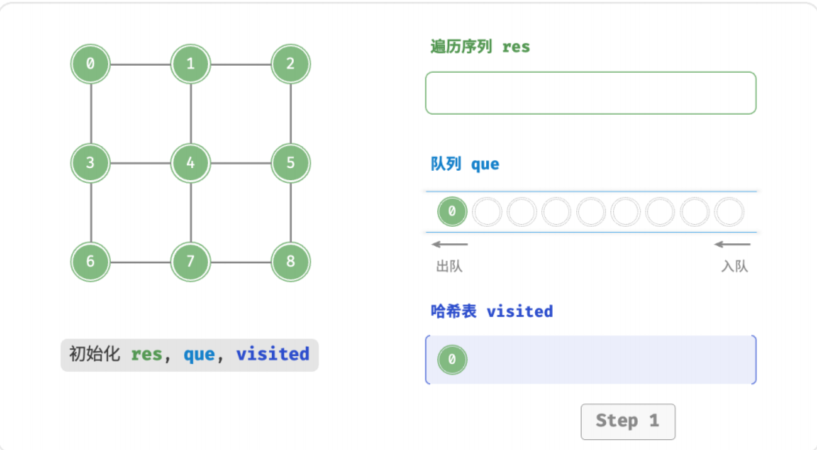 0 1 2
3 4 5
6 7 8
初始化 res, que, visited
遍历序列 res
队列 que
0
出队 入队
哈希表 visited
0
Step 1